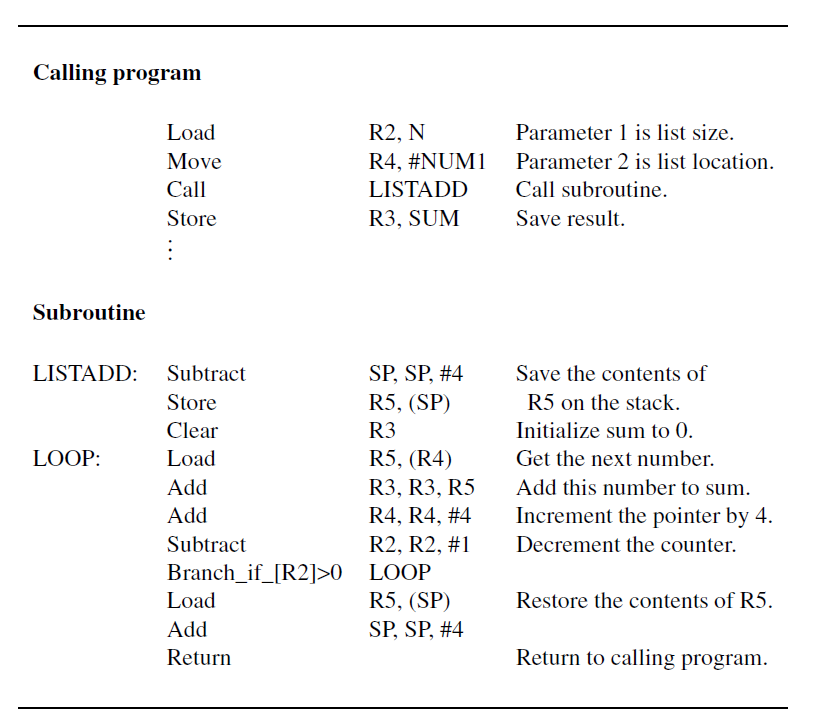 Calling program
Load R2, N Parameter 1 is list size.
Move R4, #NUM1 Parameter 2 is list location.
Call LISTADD Call subroutine.
Store R3, SUM Save result.
⋮
Subroutine
LISTADD: Subtract SP, SP, #4 Save the contents of
Store R5, (SP) R5 on the stack.
Clear R3 Initialize sum to 0.
LOOP: Load R5, (R4) Get the next number.
Add R3, R3, R5 Add this number to sum.
Add R4, R4, #4 Increment the pointer by 4.
Subtract R2, R2, #1 Decrement the counter.
Branch_if_[R2]>0 LOOP
Load R5, (SP) Restore the contents of R5.
Add SP, SP, #4
Return Return to calling program.